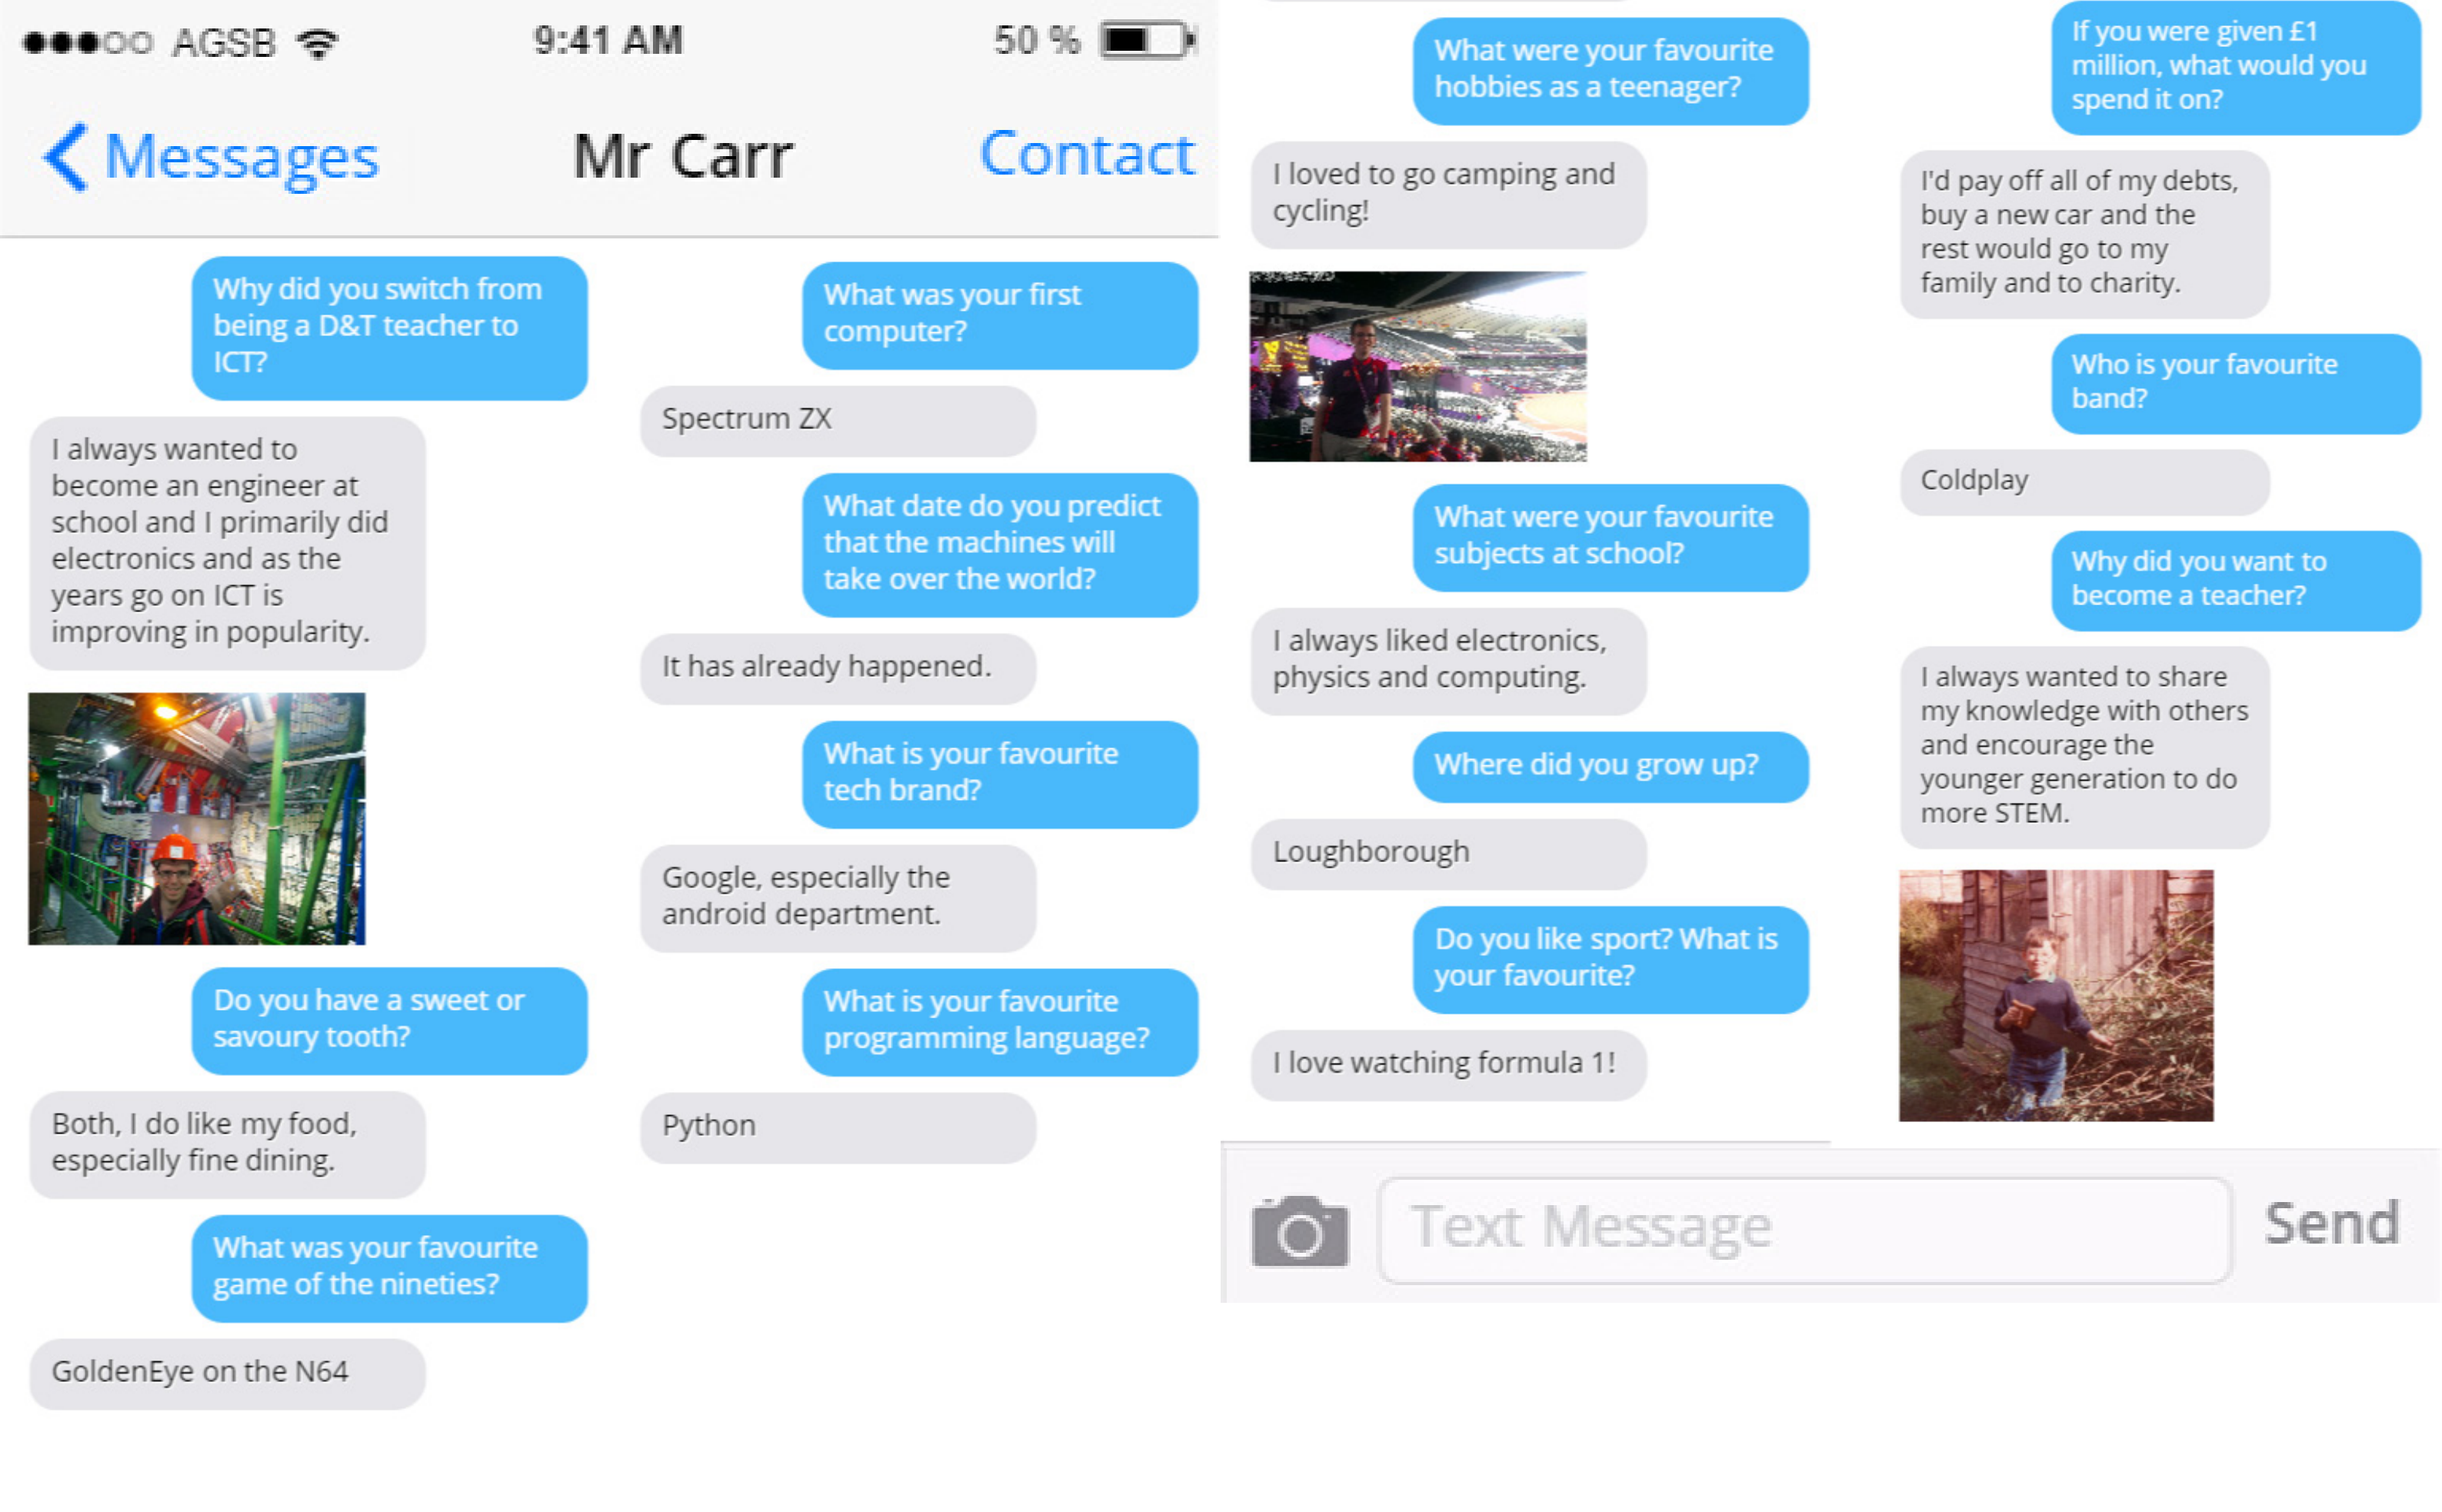 AGSB
9:41 AM
50 %
Messages
Mr Carr
Contact
Why did you switch from
being a D&T teacher to
ICT?
I always wanted to
become an engineer at
school and I primarily did
electronics and as the
years go on ICT is
improving in popularity.
Do you have a sweet or
savoury tooth?
Both, I do like my food,
especially fine dining.
What was your favourite
game of the nineties?
GoldenEye on the N64
What was your first
computer?
Spectrum ZX
What date do you predict
that the machines will
take over the world?
It has already happened.
What is your favourite
tech brand?
Google, especially the
android department.
What is your favourite
programming language?
Python
What were your favourite
hobbies as a teenager?
I loved to go camping and
cycling!
What were your favourite
subjects at school?
I always liked electronics,
physics and computing.
Where did you grow up?
Loughborough
Do you like sport? What is
your favourite?
I love watching formula 1!
If you were given £1
million, what would you
spend it on?
I'd pay off all of my debts,
buy a new car and the
rest would go to my
family and to charity.
Who is your favourite
band?
Coldplay
Why did you want to
become a teacher?
I always wanted to share
my knowledge with others
and encourage the
younger generation to do
more STEM.
Text Message
Send